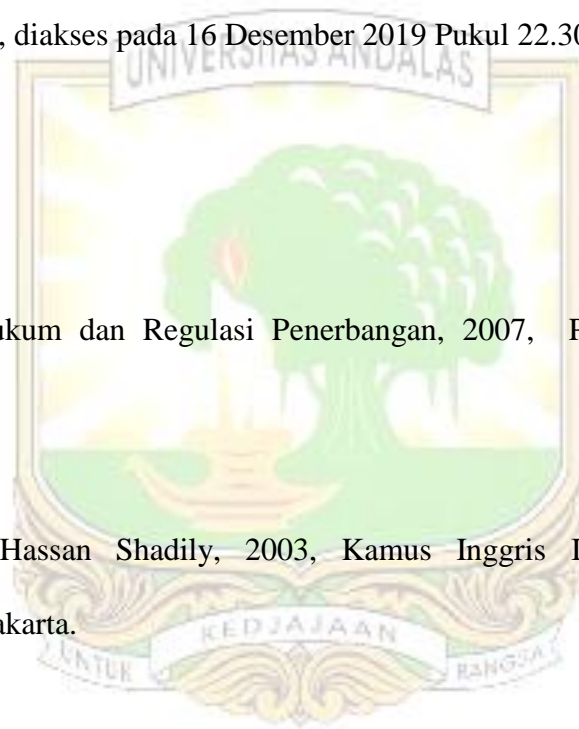 , diakses pada 16 Desember 2019 Pukul 22.30
UNIVERSITAS ANDALAS
ukum dan Regulasi Penerbangan, 2007,
Hassan Shadily, 2003, Kamus Inggris
akarta.
KEDJAJAAN
UNTUK BANGSA